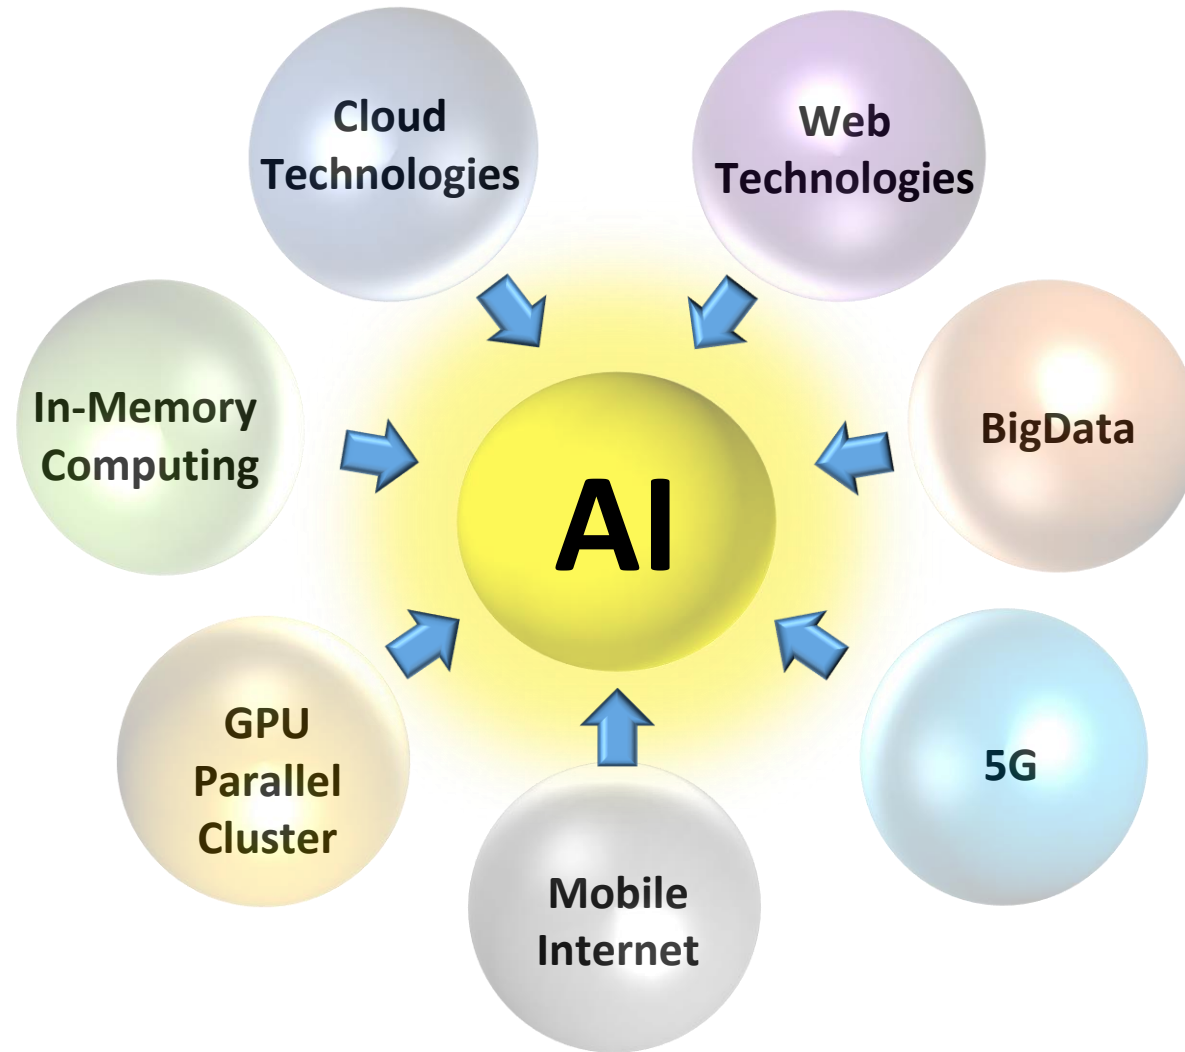 Cloud
Technologies
Web
Technologies
In-Memory
Computing
BigData
AI
GPU
Parallel
Cluster
5G
Mobile
Internet